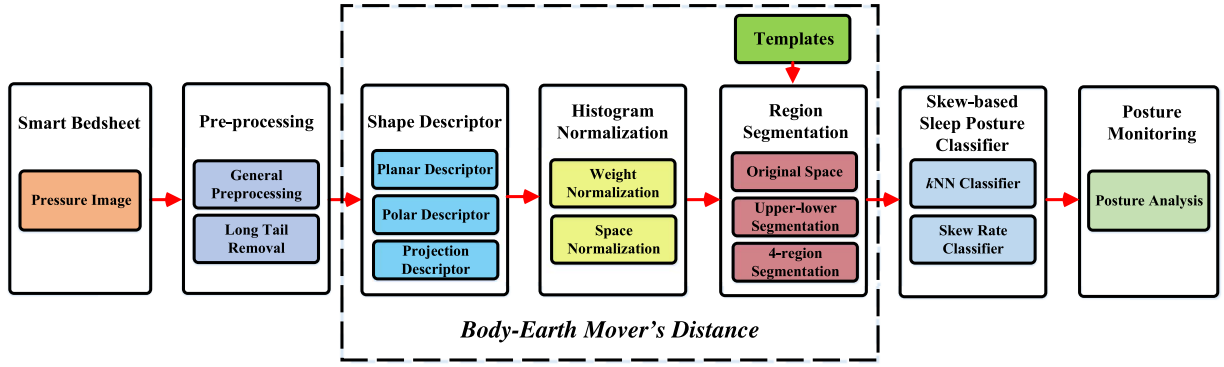 Templates
Smart Bedsheet
Pressure Image
Pre-processing
General
Preprocessing
Long Tail
Removal
Shape Descriptor
Planar Descriptor
Polar Descriptor
Projection
Descriptor
Histogram
Normalization
Weight
Normalization
Space
Normalization
Region
Segmentation
Original Space
Upper-lower
Segmentation
4-region
Segmentation
Skew-based
Sleep Posture
Classifier
kNN Classifier
Skew Rate
Classifier
Posture
Monitoring
Posture Analysis
Body-Earth Mover's Distance